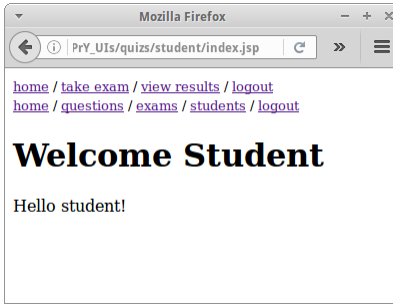 Mozilla Firefox
PrY_UIs/quizs/student/index.jsp
home / take exam / view results / logout
home / questions / exams / students / logout
Welcome Student
Hello student!